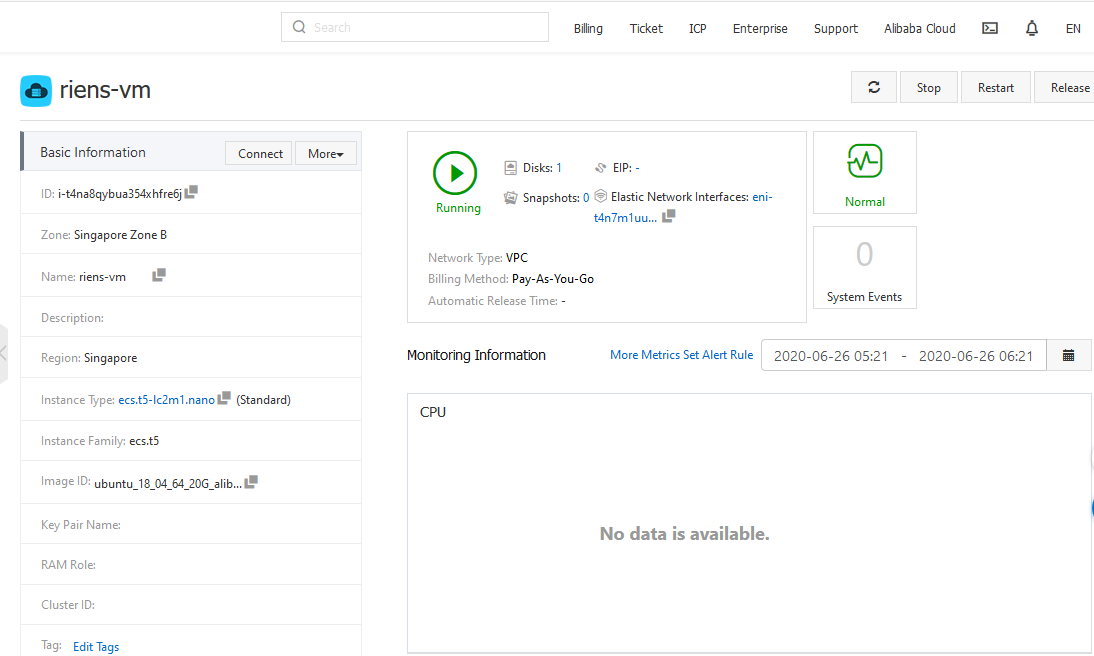 Search
Billing
Ticket
ICP
Enterprise
Support
Alibaba Cloud
EN
riens-vm
Stop
Restart
Release
Basic Information
Connect
More
ID: i-t4na8qybua354xhfre6j
Zone: Singapore Zone B
Name: riens-vm
Description:
Region: Singapore
Instance Type: ecs.t5-lc2m1.nano (Standard)
Instance Family: ecs.t5
Image ID: ubuntu_18_04_64_20G_alib...
Key Pair Name:
RAM Role:
Cluster ID:
Tag: Edit Tags
Running
Disks: 1
EIP: -
Snapshots: 0
Elastic Network Interfaces: eni-
t4n7m1uu...
Network Type: VPC
Billing Method: Pay-As-You-Go
Automatic Release Time: -
Normal
0
System Events
Monitoring Information
More Metrics Set Alert Rule
2020-06-26 05:21 - 2020-06-26 06:21
CPU
No data is available.